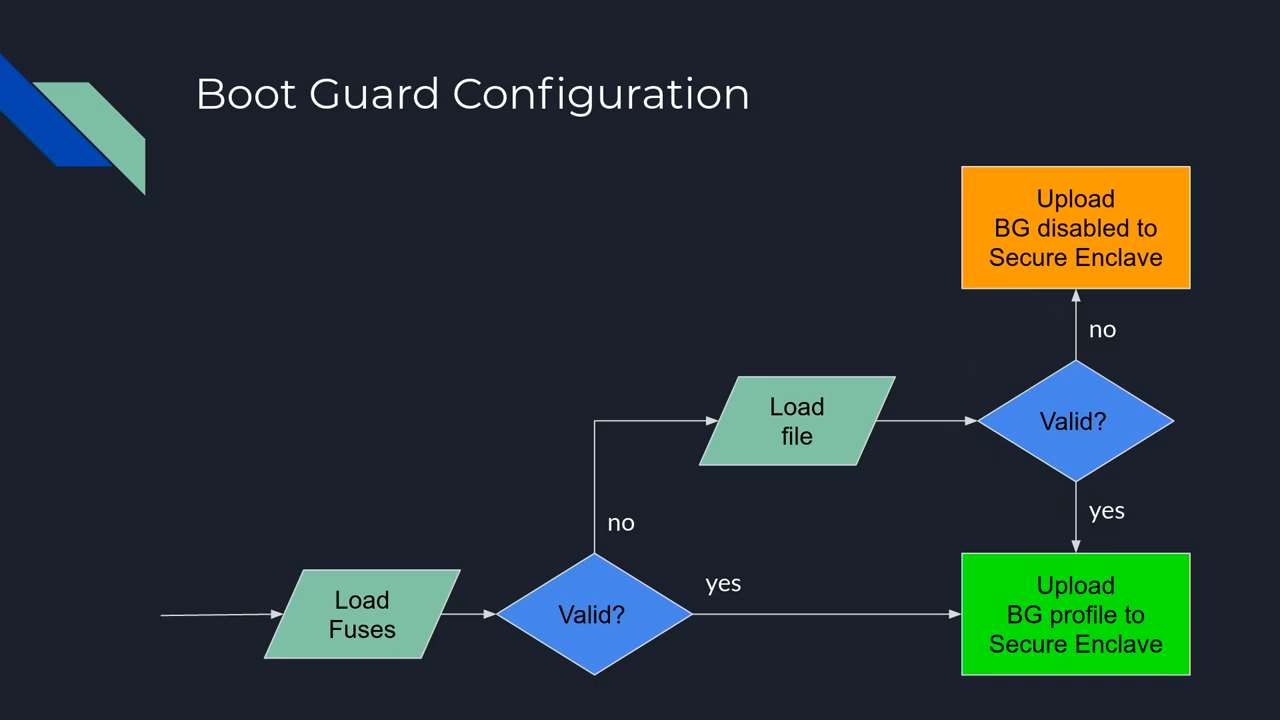 Boot Guard Configuration
Upload
BG disabled to
Secure Enclave
no
Load
file
Valid?
no
yes
Load
Fuses
Valid?
yes
Upload
BG profile to
Secure Enclave